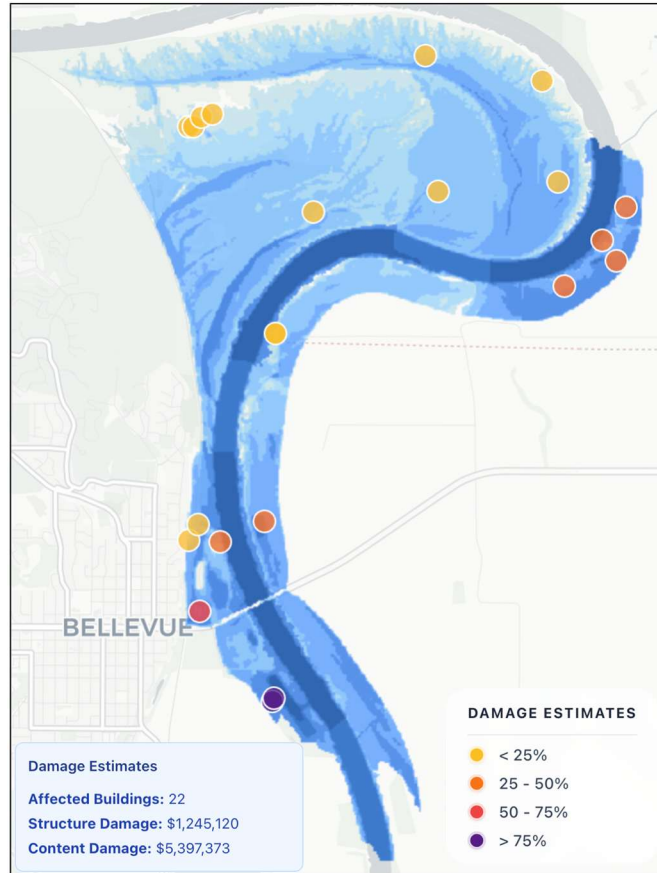 BELLEVUE
DAMAGE ESTIMATES
< 25%
25 - 50%
50 - 75%
> 75%
Damage Estimates
Affected Buildings: 22
Structure Damage: $1,245,120
Content Damage: $5,397,373